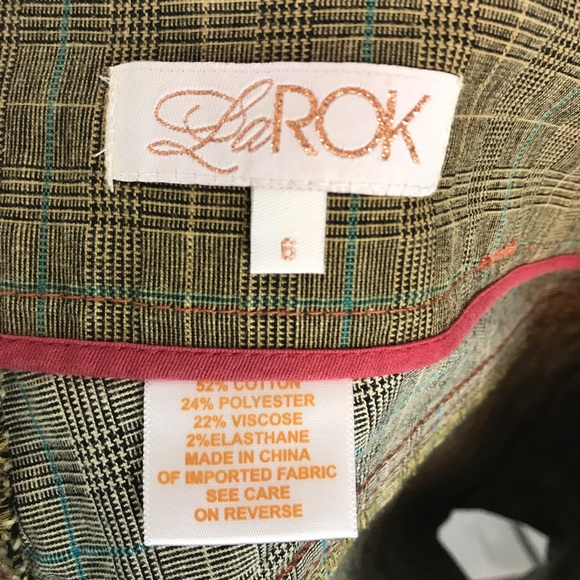 LaROK
6
52% COTTON
24% POLYESTER
22% VISCOSE
2%ELASTHANE
MADE IN CHINA
OF IMPORTED FABRIC
SEE CARE
ON REVERSE